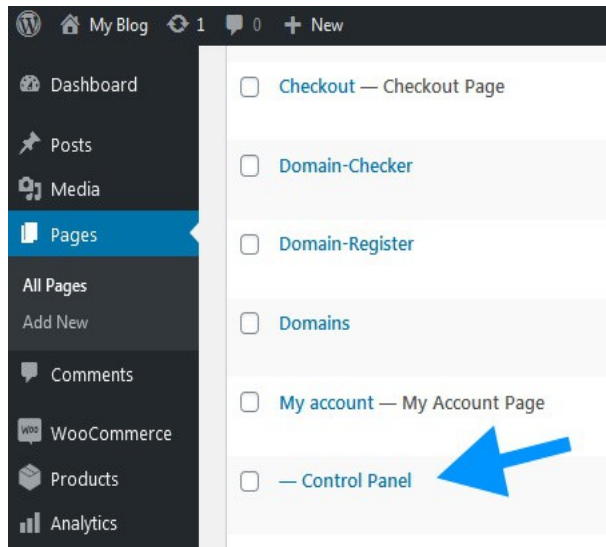 My Blog 1 0 + New
Dashboard
Posts
Media
Pages
All Pages
Add New
Comments
WooCommerce
Products
Analytics
Checkout — Checkout Page
Domain-Checker
Domain-Register
Domains
My account — My Account Page
— Control Panel